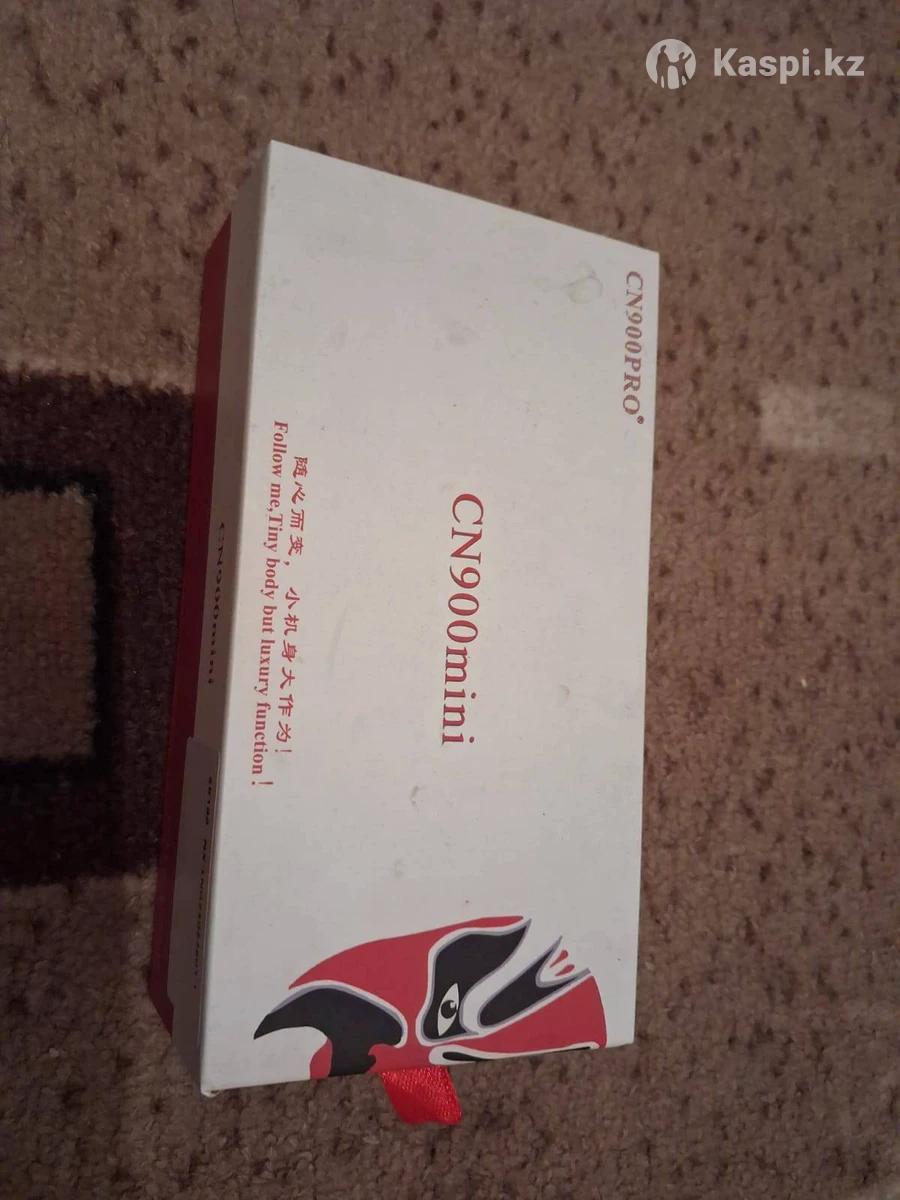 Kaspi.kz
CN900PRO®
CN900mini
随心而变，小机身大作为！
Follow me,Tiny body but luxury function！
CN900mini